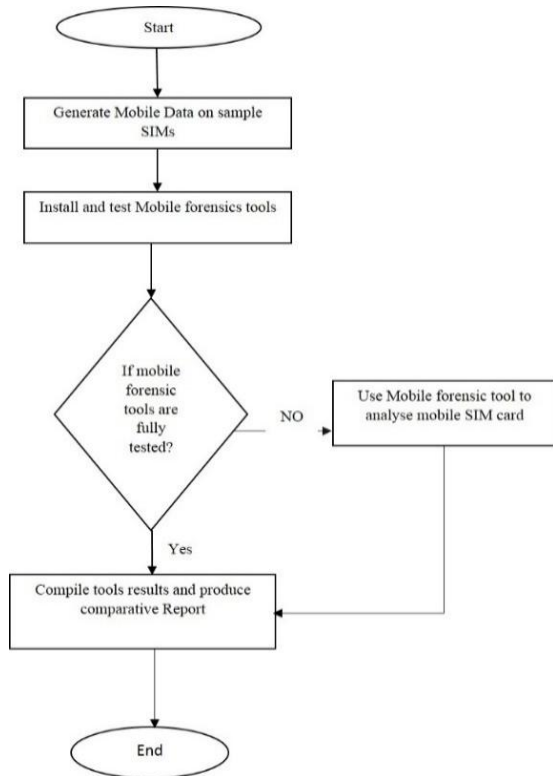 Start
Generate Mobile Data on sample
SIMs
Install and test Mobile forensics tools
If mobile
forensic
tools are
fully
tested?
NO
Use Mobile forensic tool to
analyse mobile SIM card
Yes
Compile tools results and produce
comparative Report
End